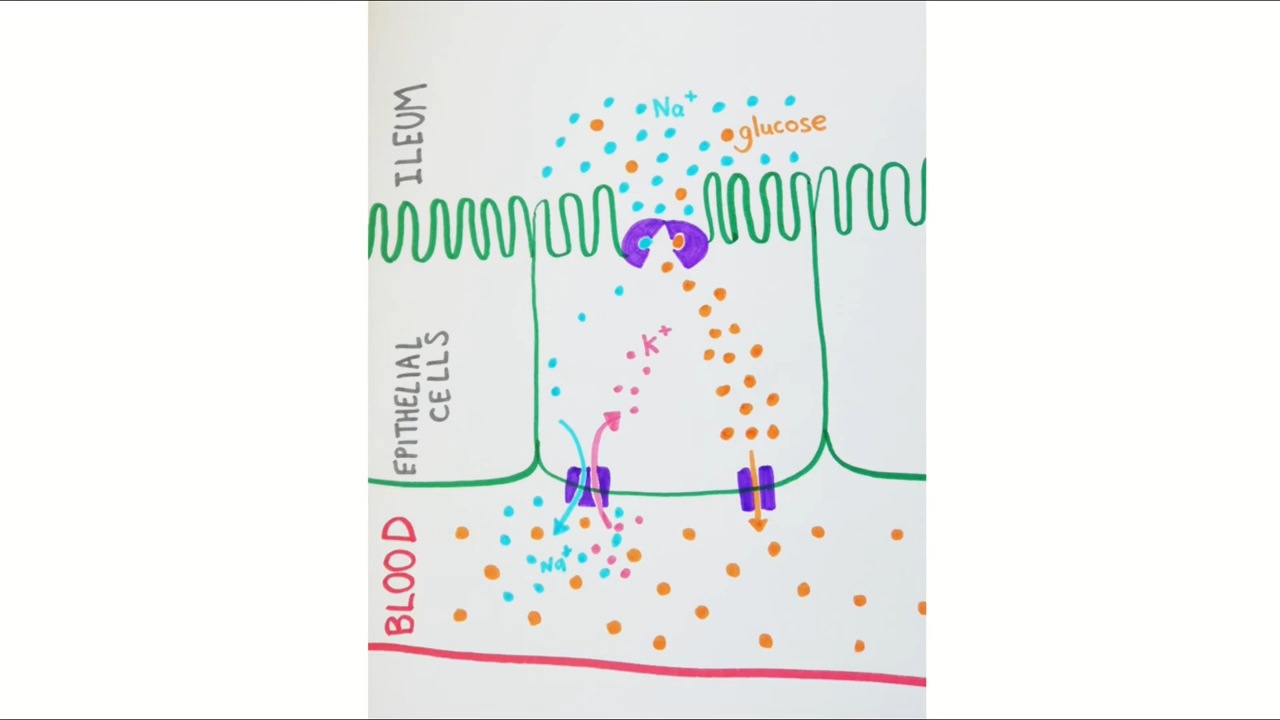 ILEUM
Na+
glucose
EPITHELIAL
CELLS
K+
BLOOD
Na+